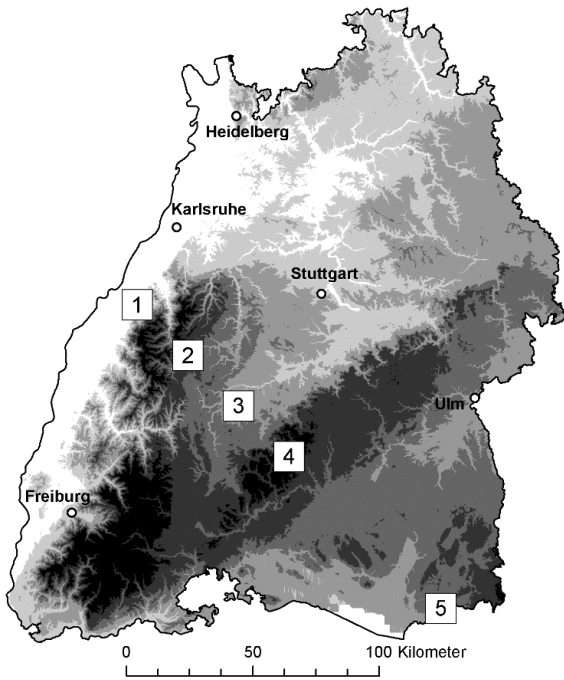 Heidelberg
Karlsruhe
Stuttgart
1
2
3
Ulm
4
Freiburg
5
0 50 100 Kilometer